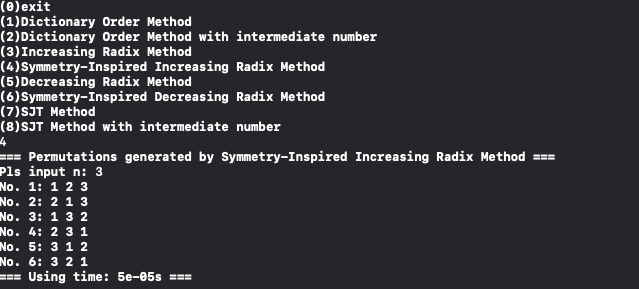 (0)exit
(1)Dictionary Order Method
(2)Dictionary Order Method with intermediate number
(3)Increasing Radix Method
(4)Symmetry-Inspired Increasing Radix Method
(5)Decreasing Radix Method
(6)Symmetry-Inspired Decreasing Radix Method
(7)SJT Method
(8)SJT Method with intermediate number
4
=== Permutations generated by Symmetry-Inspired Increasing Radix Method ===
Pls input n: 3
No. 1: 1 2 3
No. 2: 2 1 3
No. 3: 1 3 2
No. 4: 2 3 1
No. 5: 3 1 2
No. 6: 3 2 1
=== Using time: 5e-05s ===